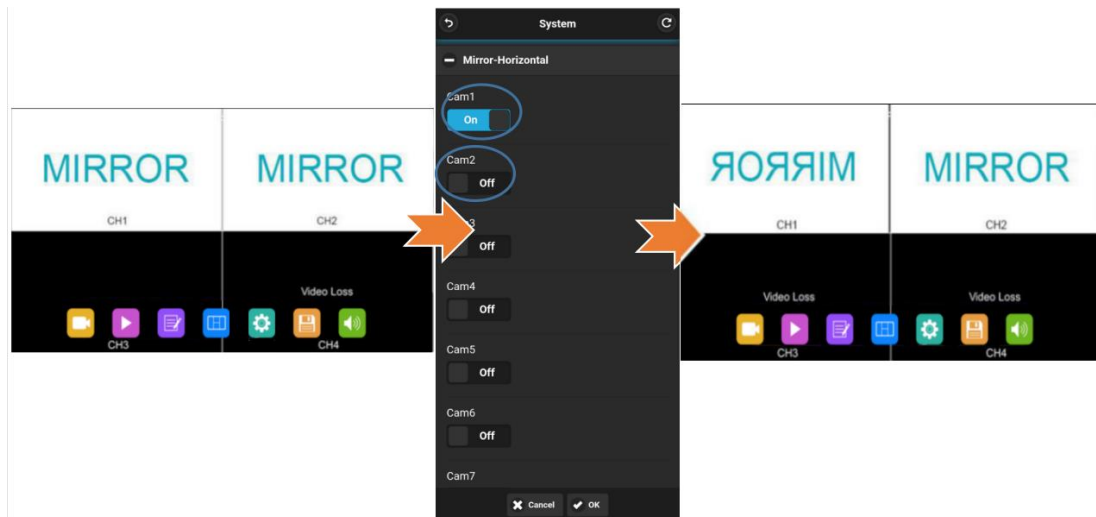 MIRROR
MIRROR
CH1
CH2
Video Loss
CH3
CH4
System
Mirror-Horizontal
Cam1
On
Cam2
Off
3
Off
Cam4
Off
Cam5
Off
Cam6
Off
Cam7
Cancel
OK
MIRROR
MIRROR
CH1
CH2
Video Loss
Video Loss
CH3
CH4